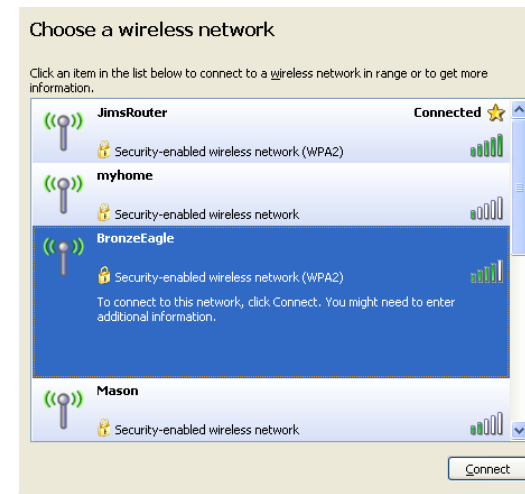 Choose a wireless network
Click an item in the list below to connect to a wireless network in range or to get more
information.
JimsRouter Connected
Security-enabled wireless network (WPA2)
myhome
Security-enabled wireless network
BronzeEagle
Security-enabled wireless network (WPA2)
To connect to this network, click Connect. You might need to enter
additional information.
Mason
Security-enabled wireless network
Connect